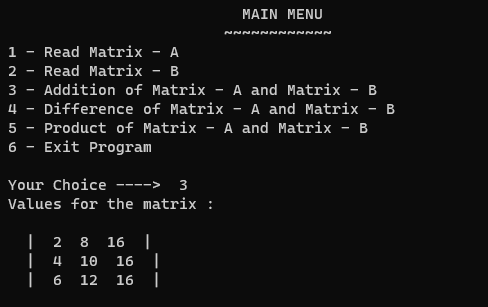 MAIN MENU
~~~~~~~~~~~~
1 - Read Matrix - A
2 - Read Matrix - B
3 - Addition of Matrix - A and Matrix - B
4 - Difference of Matrix - A and Matrix - B
5 - Product of Matrix - A and Matrix - B
6 - Exit Program
Your Choice ----> 3
Values for the matrix :
| 2 8 16 |
| 4 10 16 |
| 6 12 16 |